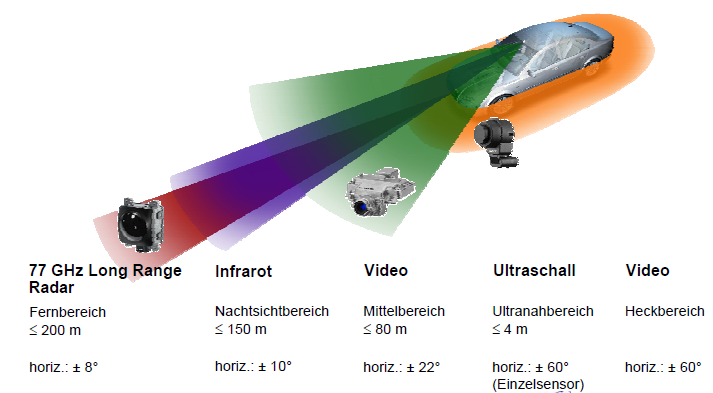 77 GHz Long Range
Radar
Fernbereich
≤ 200 m
horiz.: ± 8°
Infrarot
Nachtsichtbereich
≤ 150 m
horiz.: ± 10°
Video
Mittelbereich
≤ 80 m
horiz.: ± 22°
Ultraschall
Ultranahbereich
≤ 4 m
horiz.: ± 60°
(Einzelsensor)
Video
Heckbereich
horiz.: ± 60°